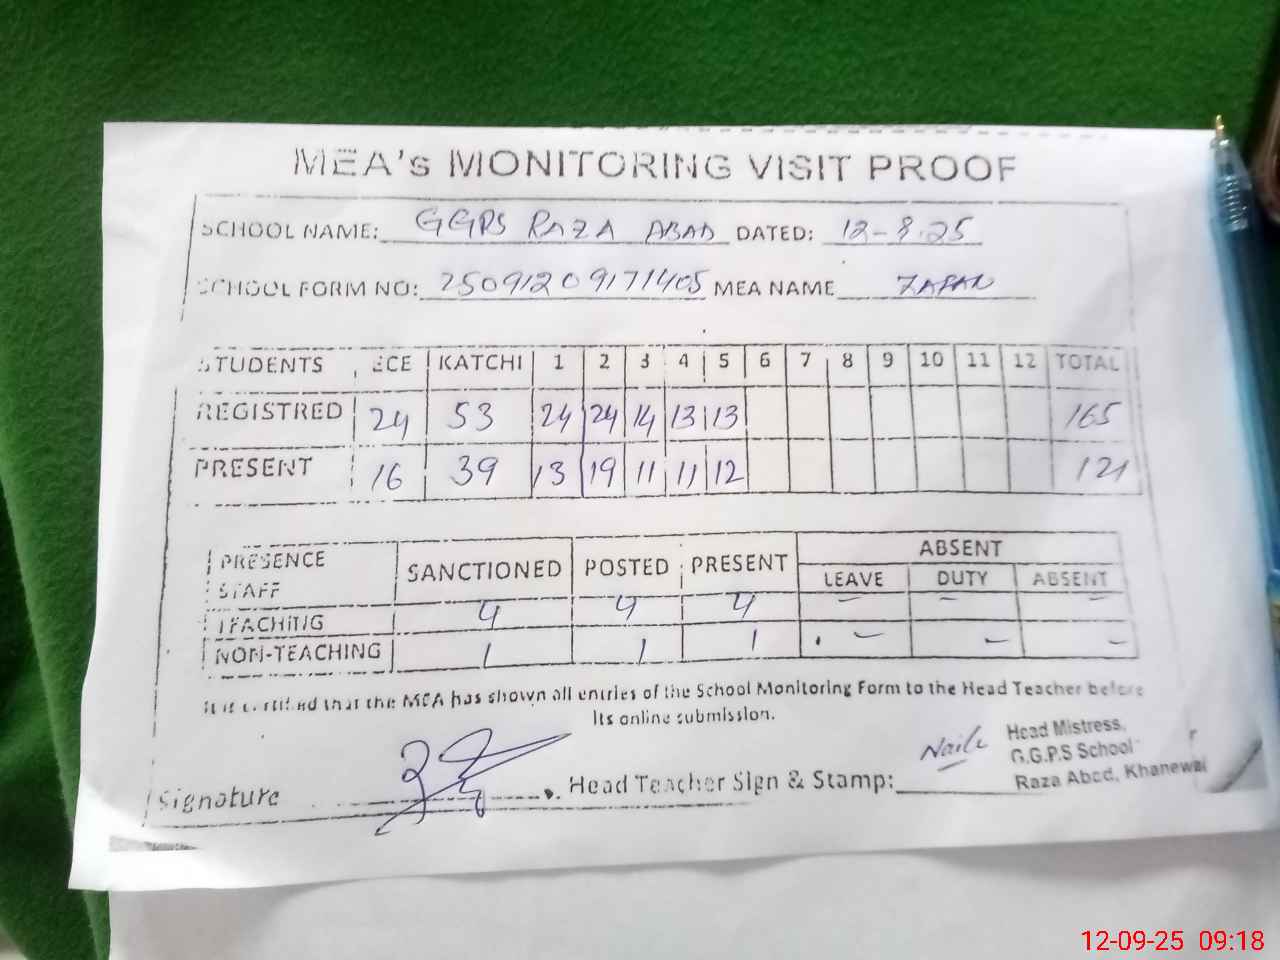 MEA's MONITORING VISIT PROOF
SCHOOL NAME: GGPS RAZA ABAD DATED: 12-8-25
SCHOOL FORM NO: 25091209171405 MEA NAME ZAFAR
STUDENTS ECE KATCHI 1 2 3 4 5 6 7 8 9 10 11 12 TOTAL
REGISTRED 24 53 24 24 14 13 13 165
PRESENT 16 39 13 19 11 11 12 121
PRESENCE STAFF SANCTIONED POSTED PRESENT ABSENT
LEAVE DUTY ABSENT
TEACHING 4 4 4 – – –
NON-TEACHING 1 1 1 – – –
It is certified that the MEA has shown all entries of the School Monitoring Form to the Head Teacher before
its online submission.
Signature Head Teacher Sign & Stamp: Naila
Head Mistress,
G.G.P.S School
Raza Abad, Khanewal
12-09-25 09:18